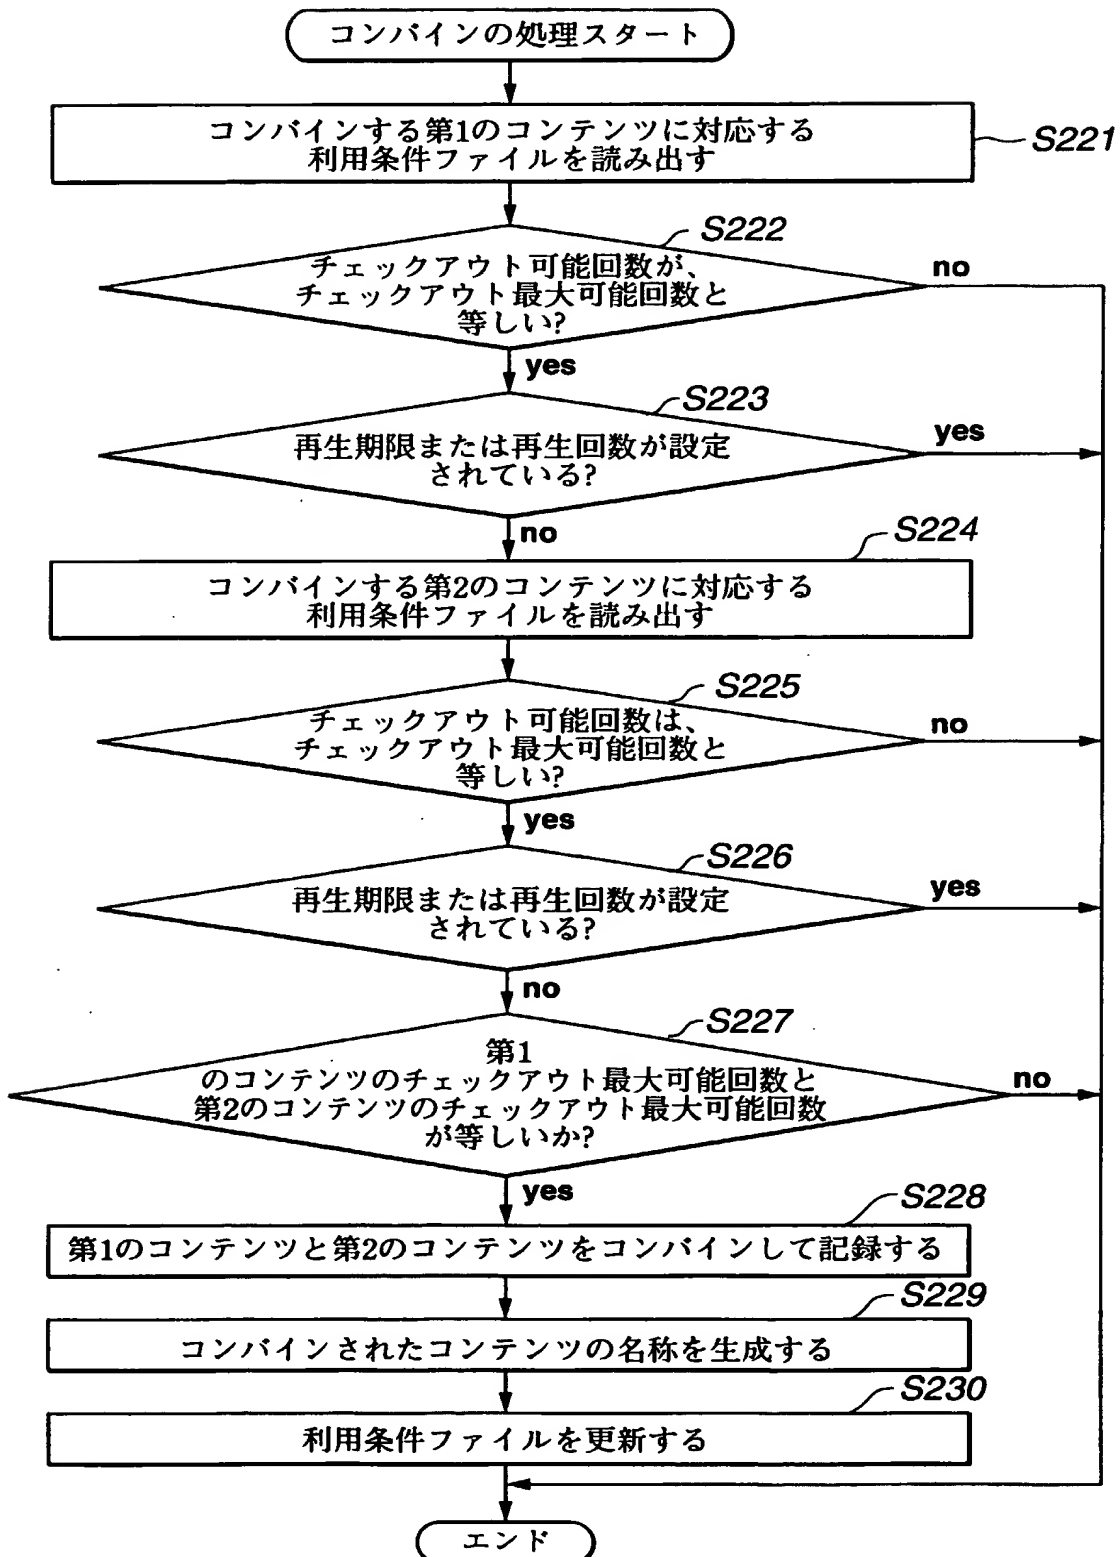 コンバインの処理スタート
コンバインする第1のコンテンツに対応する
利用条件ファイルを読み出す
S221
S222
チェックアウト可能回数が、
チェックアウト最大可能回数と
等しい?
no
yes
S223
再生期限または再生回数が設定
されている?
yes
no
S224
コンバインする第2のコンテンツに対応する
利用条件ファイルを読み出す
S225
チェックアウト可能回数は、
チェックアウト最大可能回数と
等しい?
no
yes
S226
再生期限または再生回数が設定
されている?
yes
no
S227
第1
のコンテンツのチェックアウト最大可能回数と
第2のコンテンツのチェックアウト最大可能回数
が等しいか?
no
yes
S228
第1のコンテンツと第2のコンテンツをコンバインして記録する
S229
コンバインされたコンテンツの名称を生成する
S230
利用条件ファイルを更新する
エンド